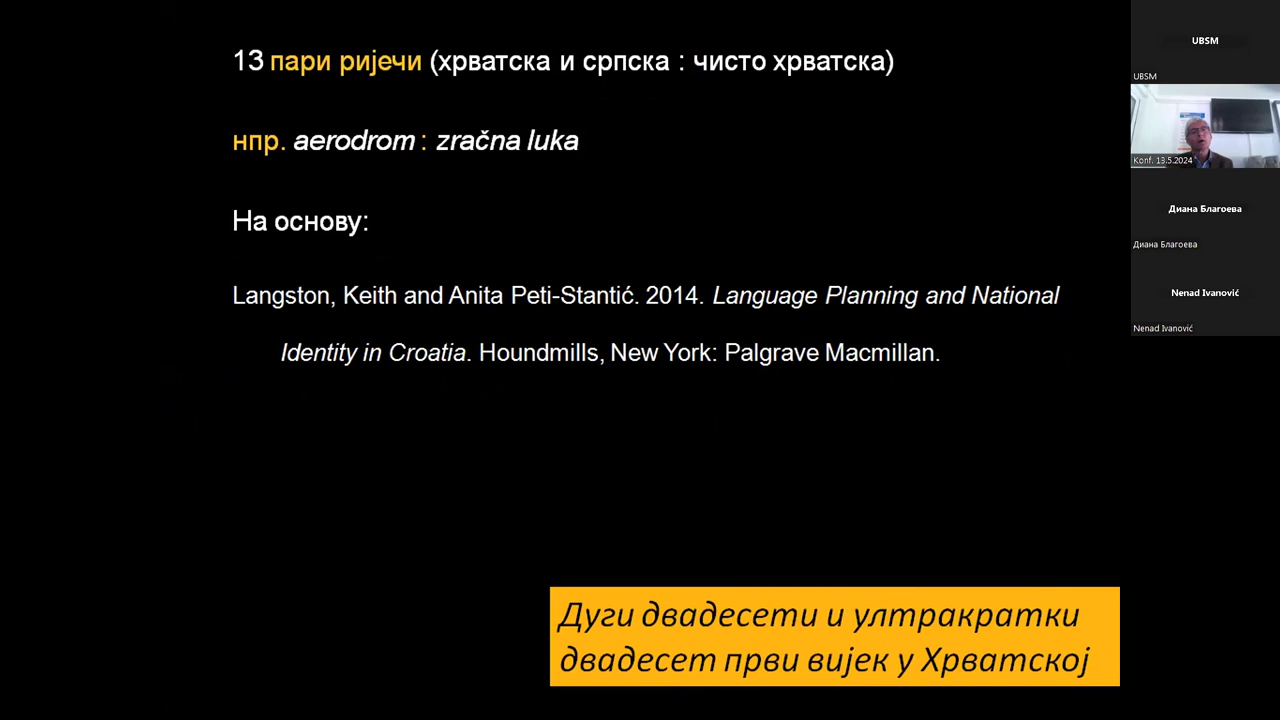 13 пари ријечи (хрватска и српска : чисто хрватска)
нпр. aerodrom : zračna luka
На основу:
Langston, Keith and Anita Peti-Stantić. 2014. Language Planning and National
Identity in Croatia. Houndmills, New York: Palgrave Macmillan.
Дуги двадесети и ултракратки
двадесет први вијек у Хрватској
UBSM
UBSM
Konf. 13.5.2024
Диана Благоева
Диана Благоева
Nenad Ivanović
Nenad Ivanović